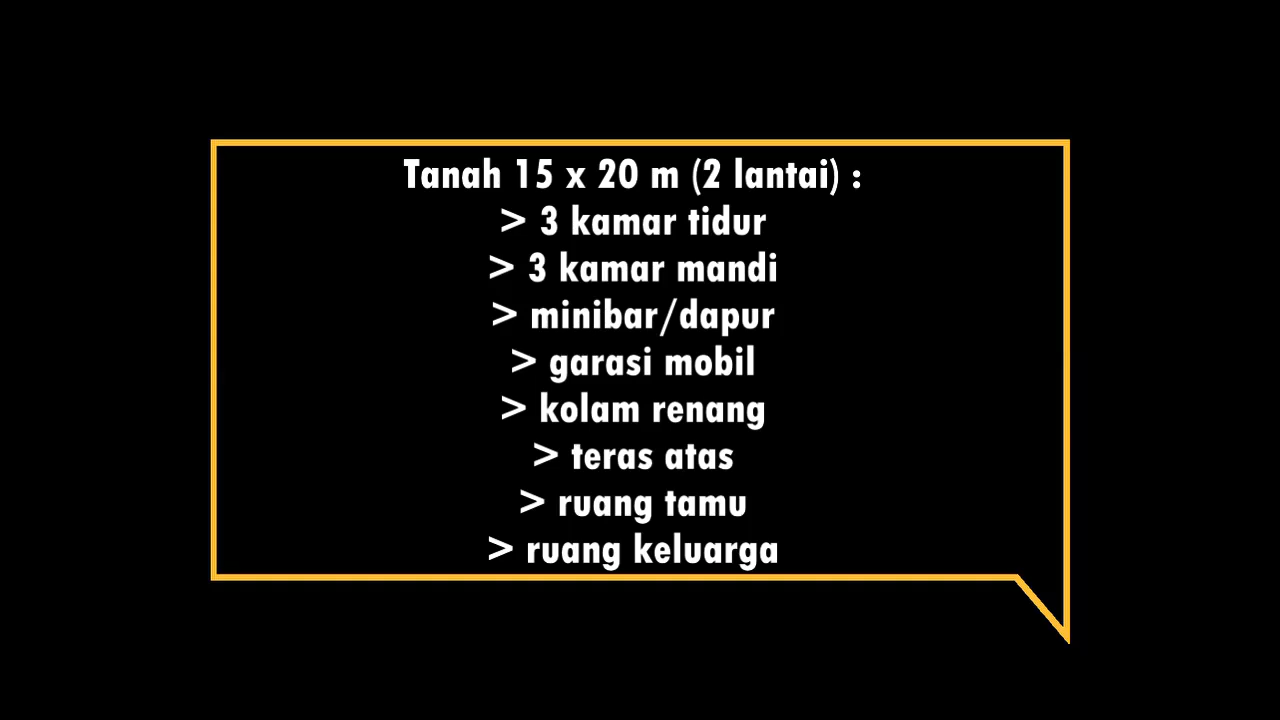 Tanah 15 x 20 m (2 lantai) :
> 3 kamar tidur
> 3 kamar mandi
> minibar/dapur
> garasi mobil
> kolam renang
> teras atas
> ruang tamu
> ruang keluarga